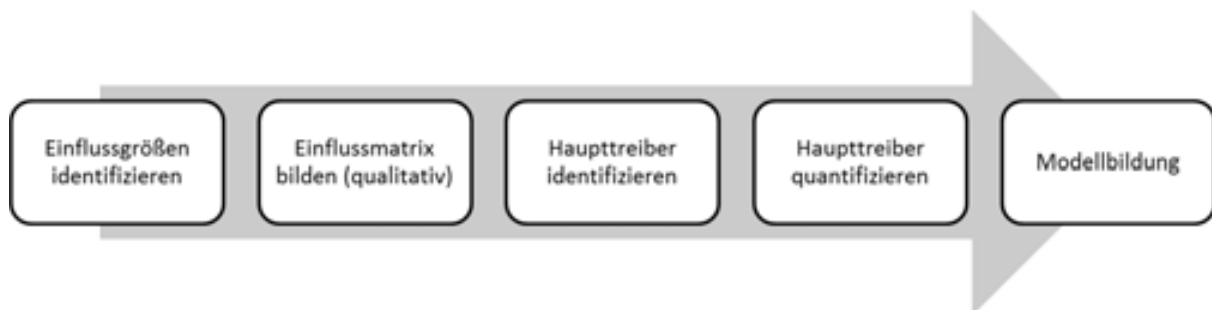 Einflussgrößen
identifizieren
Einflussmatrix
bilden (qualitativ)
Haupttreiber
identifizieren
Haupttreiber
quantifizieren
Modellbildung